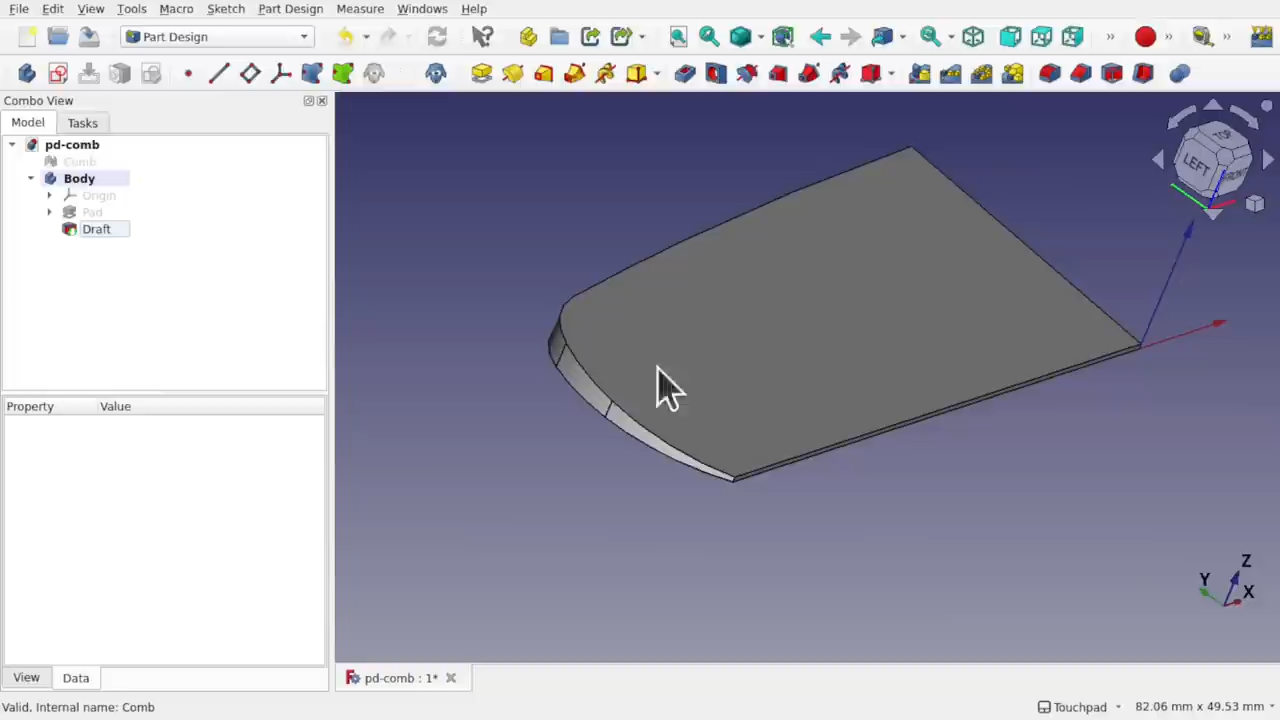 File Edit View Tools Macro Sketch Part Design Measure Windows Help
Part Design
Combo View
Model Tasks
pd-comb
Comb
Body
Origin
Pad
Draft
Property Value
View Data
LEFT
Z
Y
X
pd-comb : 1*
Valid, Internal name: Comb
Touchpad 82.06 mm x 49.53 mm